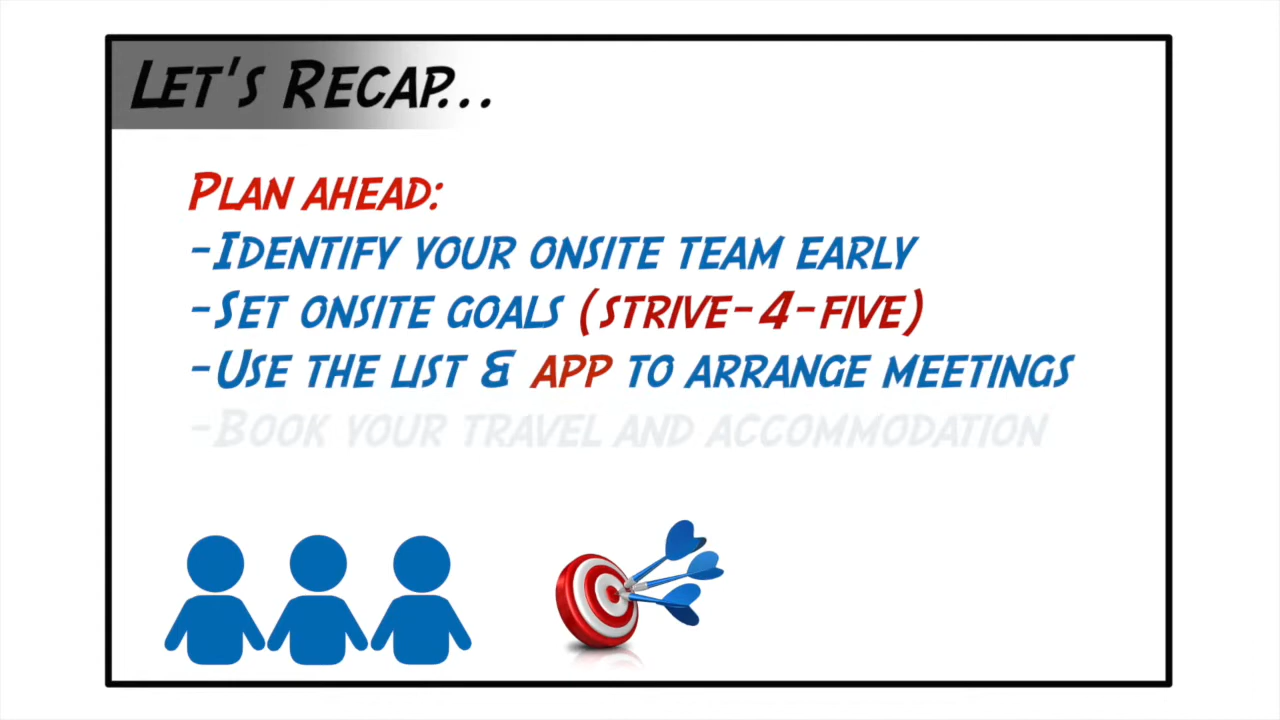 Let's Recap...
Plan ahead:
-Identify your onsite team early
-Set onsite goals (strive-4-five)
-Use the list & app to arrange meetings
-Book your travel and accommodation